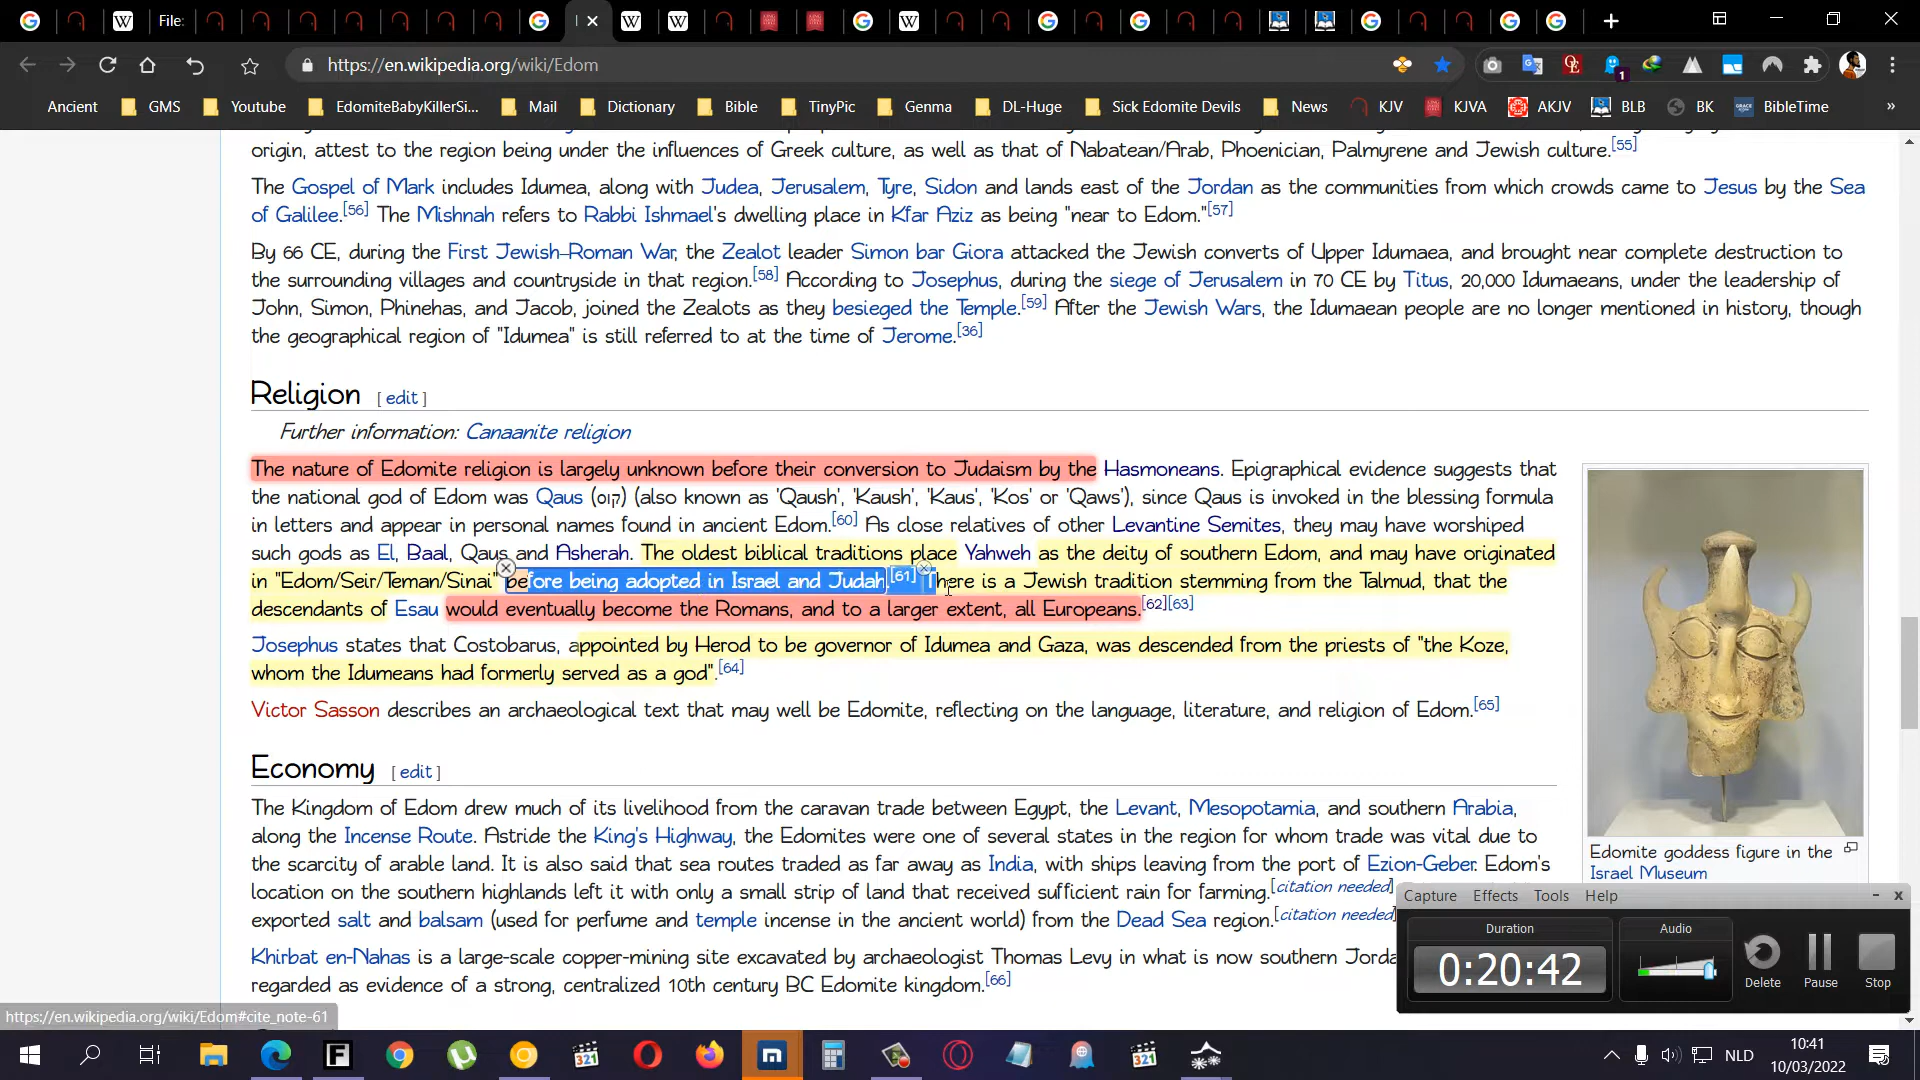 File:
https://en.wikipedia.org/wiki/Edom
1
Ancient GMS Youtube EdomiteBabyKillerSi... Mail Dictionary Bible TinyPic Genma DL-Huge Sick Edomite Devils News KJV KJVA AKJV BLB BK BibleTime »
origin, attest to the region being under the influences of Greek culture, as well as that of Nabatean/Arab, Phoenician, Palmyrene and Jewish culture.[55]
The Gospel of Mark includes Idumea, along with Judea, Jerusalem, Tyre, Sidon and lands east of the Jordan as the communities from which crowds came to Jesus by the Sea
of Galilee.[56] The Mishnah refers to Rabbi Ishmael's dwelling place in Kfar Aziz as being "near to Edom."[57]
By 66 CE, during the First Jewish–Roman War, the Zealot leader Simon bar Giora attacked the Jewish converts of Upper Idumaea, and brought near complete destruction to
the surrounding villages and countryside in that region.[58] According to Josephus, during the siege of Jerusalem in 70 CE by Titus, 20,000 Idumaeans, under the leadership of
John, Simon, Phinehas, and Jacob, joined the Zealots as they besieged the Temple.[59] After the Jewish Wars, the Idumaean people are no longer mentioned in history, though
the geographical region of "Idumea" is still referred to at the time of Jerome.[36]
Religion [ edit ]
Further information: Canaanite religion
The nature of Edomite religion is largely unknown before their conversion to Judaism by the Hasmoneans. Epigraphical evidence suggests that
the national god of Edom was Qaus (קוס) (also known as 'Qaush', 'Kaush', 'Kaus', 'Kos' or 'Qaws'), since Qaus is invoked in the blessing formula
in letters and appear in personal names found in ancient Edom.[60] As close relatives of other Levantine Semites, they may have worshiped
such gods as El, Baal, Qaus and Asherah. The oldest biblical traditions place Yahweh as the deity of southern Edom, and may have originated
in "Edom/Seir/Teman/Sinai" before being adopted in Israel and Judah.[61] There is a Jewish tradition stemming from the Talmud, that the
descendants of Esau would eventually become the Romans, and to a larger extent, all Europeans.[62][63]
Josephus states that Costobarus, appointed by Herod to be governor of Idumea and Gaza, was descended from the priests of "the Koze,
whom the Idumeans had formerly served as a god".[64]
Victor Sasson describes an archaeological text that may well be Edomite, reflecting on the language, literature, and religion of Edom.[65]
Edomite goddess figure in the
Israel Museum
Economy [ edit ]
The Kingdom of Edom drew much of its livelihood from the caravan trade between Egypt, the Levant, Mesopotamia, and southern Arabia,
along the Incense Route. Astride the King's Highway, the Edomites were one of several states in the region for whom trade was vital due to
the scarcity of arable land. It is also said that sea routes traded as far away as India, with ships leaving from the port of Ezion-Geber. Edom's
location on the southern highlands left it with only a small strip of land that received sufficient rain for farming.[citation needed]
exported salt and balsam (used for perfume and temple incense in the ancient world) from the Dead Sea region.[citation needed]
Khirbat en-Nahas is a large-scale copper-mining site excavated by archaeologist Thomas Levy in what is now southern Jorda
regarded as evidence of a strong, centralized 10th century BC Edomite kingdom.[66]
Capture Effects Tools Help
Duration
0:20:42
Audio
Delete Pause Stop
https://en.wikipedia.org/wiki/Edom#cite_note-61
321
321
NLD
10:41
10/03/2022